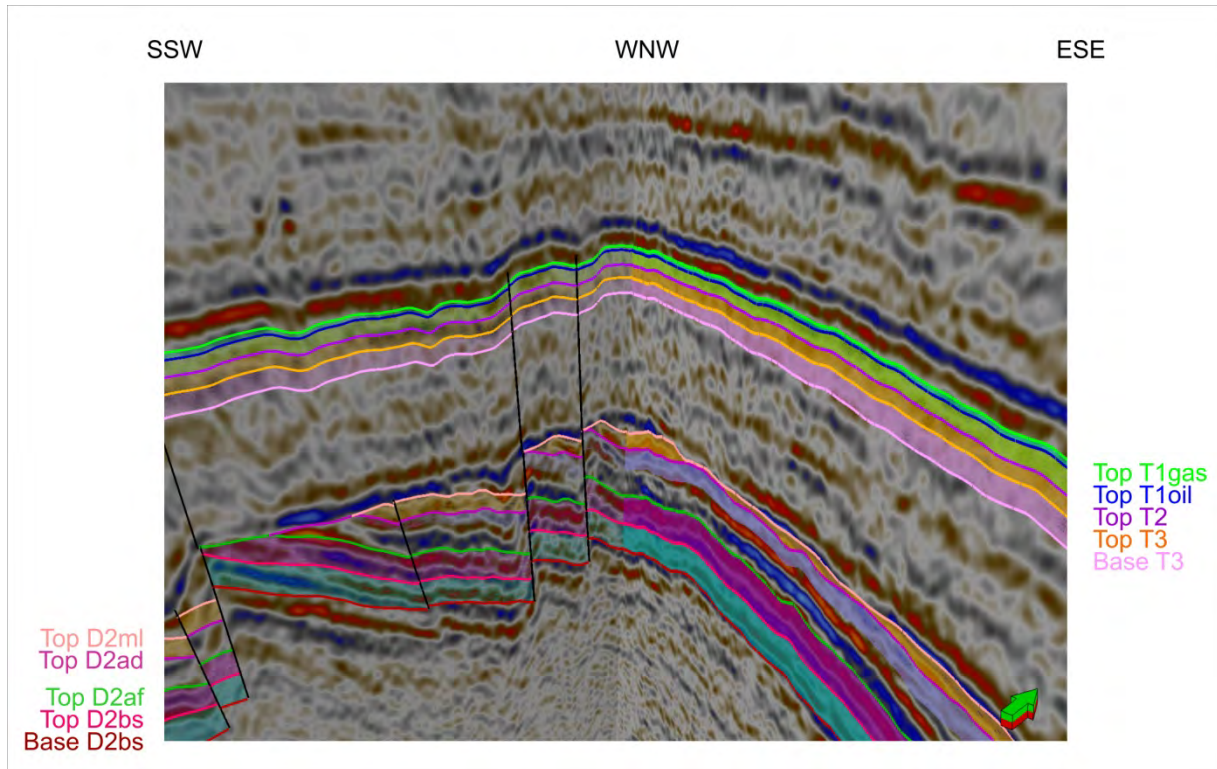 SSW
WNW
ESE
Top T1gas
Top T1oil
Top T2
Top T3
Base T3
Top D2ml
Top D2ad
Top D2af
Top D2bs
Base D2bs